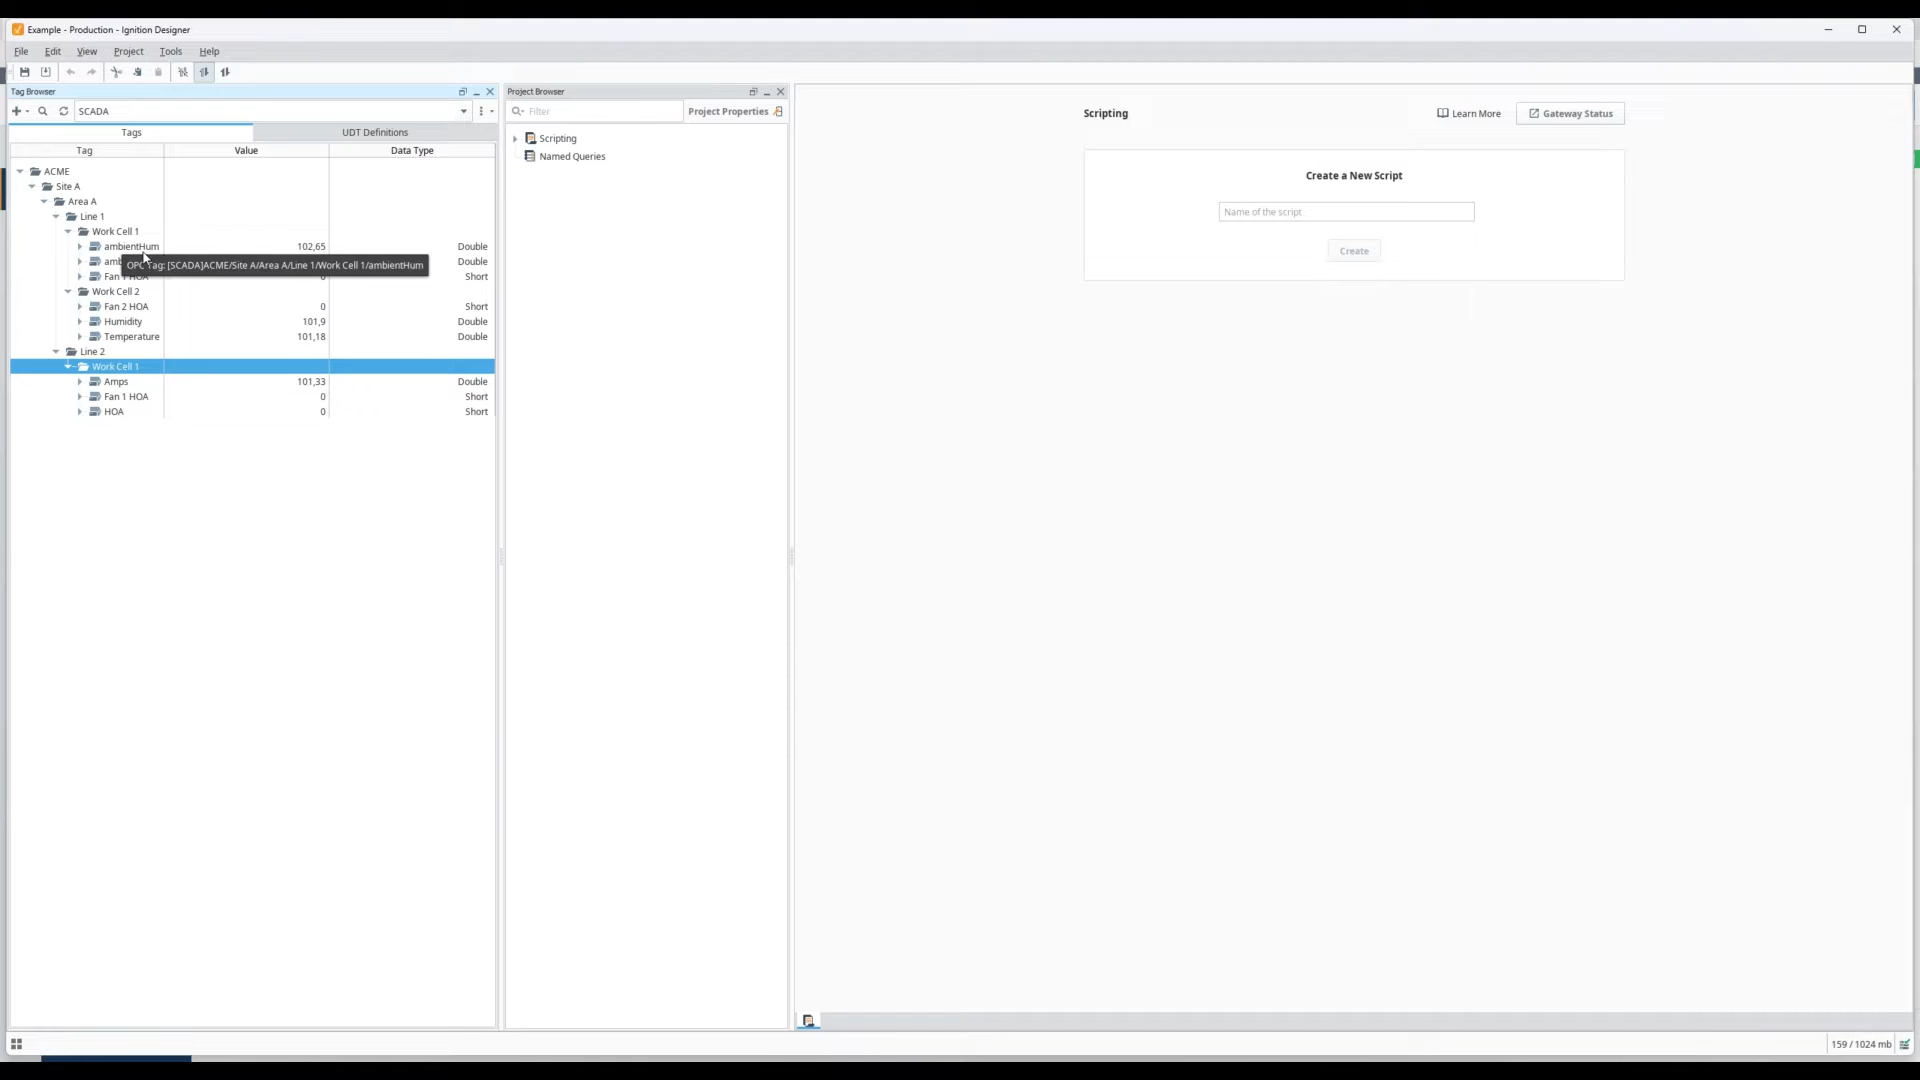 Example - Production - Ignition Designer
File Edit View Project Tools Help
Tag Browser
SCADA
Tags UDT Definitions
Tag Value Data Type
ACME
Site A
Area A
Line 1
Work Cell 1
ambientHum 102,65 Double
amb Double
OPC Tag: [SCADA]ACME/Site A/Area A/Line 1/Work Cell 1/ambientHum
Fan 1 HOA 0 Short
Work Cell 2
Fan 2 HOA 0 Short
Humidity 101,9 Double
Temperature 101,18 Double
Line 2
Work Cell 1
Amps 101,33 Double
Fan 1 HOA 0 Short
HOA 0 Short
Project Browser
Filter Project Properties
Scripting
Named Queries
Scripting Learn More Gateway Status
Create a New Script
Name of the script
Create
159 / 1024 mb